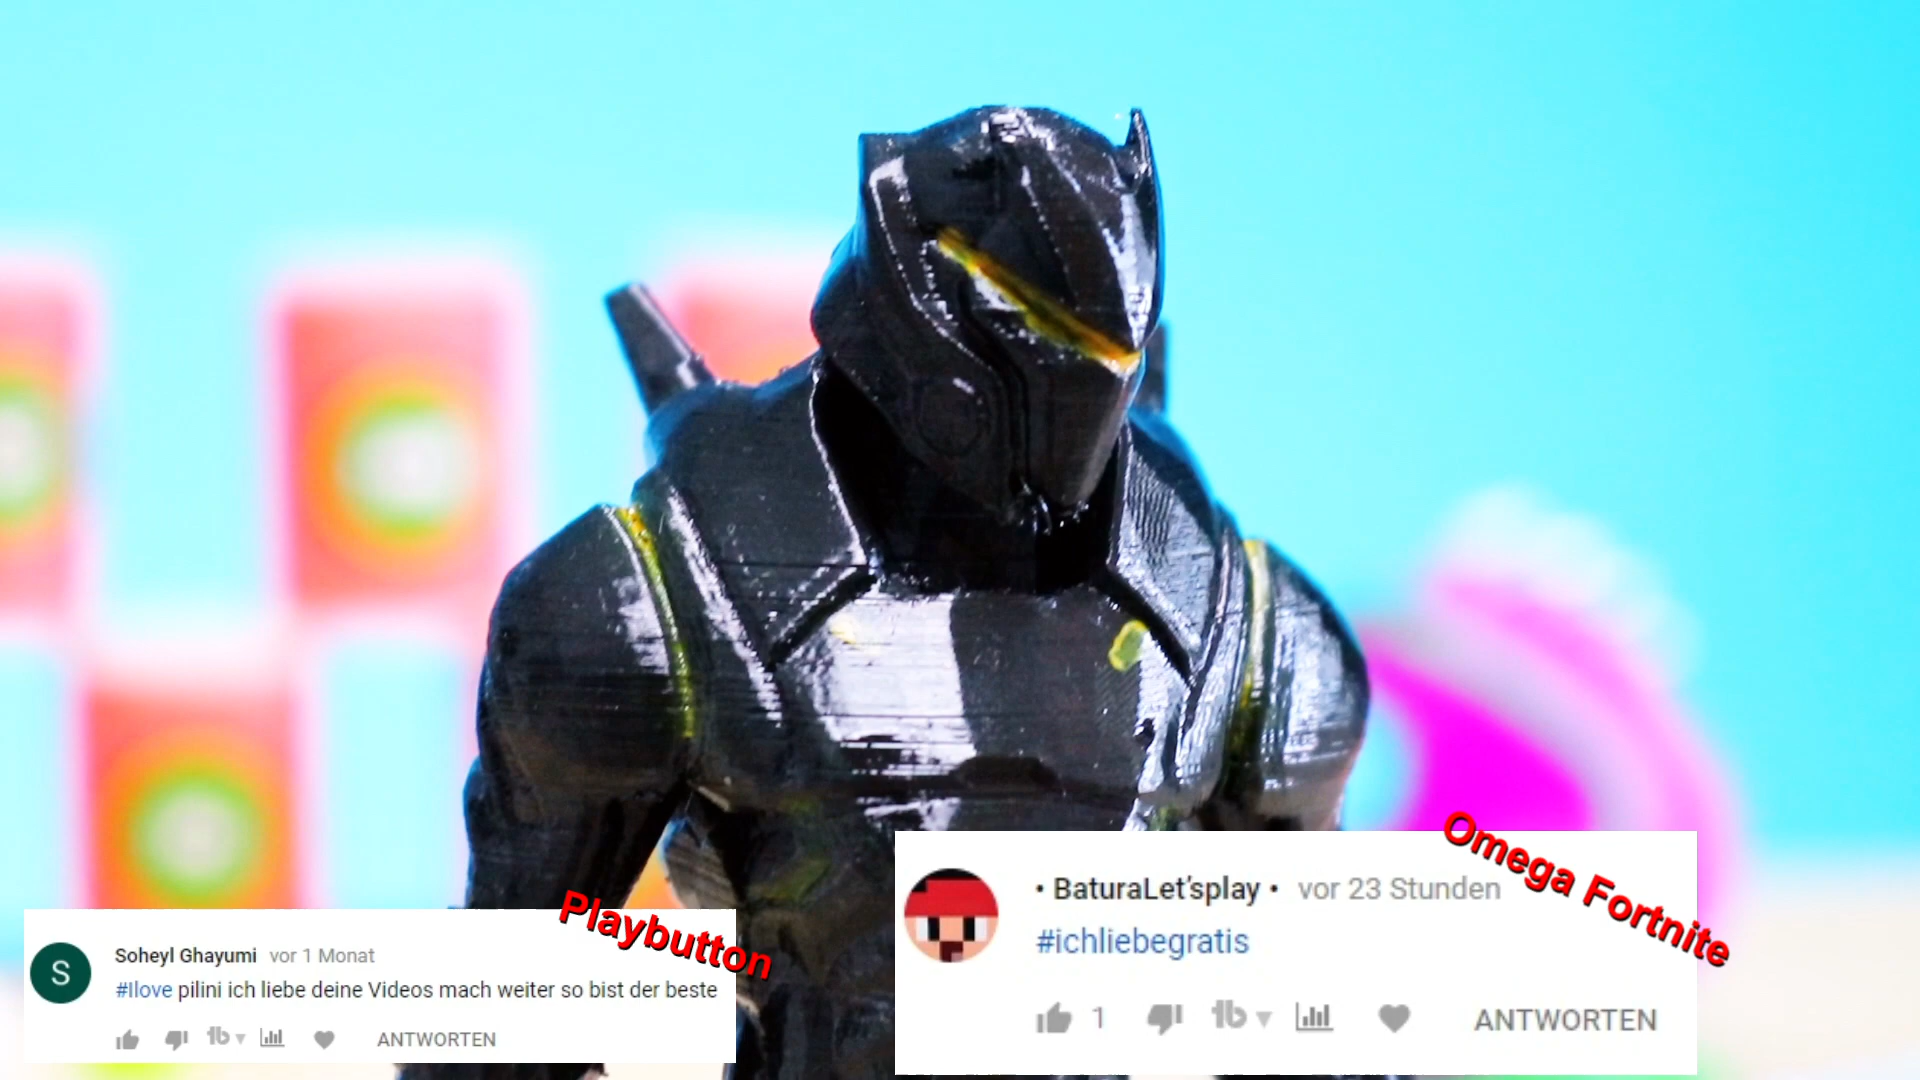 Playbutton
Soheyl Ghayumi vor 1 Monat
#Ilove pilini ich liebe deine Videos mach weiter so bist der beste
ANTWORTEN
Omega Fortnite
• BaturaLet'splay • vor 23 Stunden
#ichliebegratis
1
ANTWORTEN
S